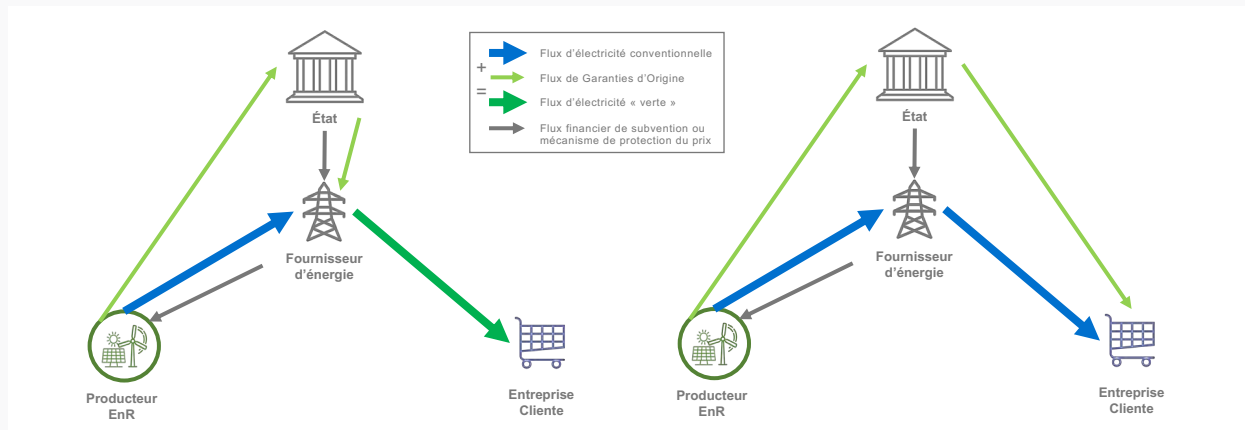 État
Fournisseur
d'énergie
Producteur
EnR
Entreprise
Cliente
+
=
Flux d'électricité conventionnelle
Flux de Garanties d'Origine
Flux d'électricité « verte »
Flux financier de subvention ou
mécanisme de protection du prix
État
Fournisseur
d'énergie
Producteur
EnR
Entreprise
Cliente